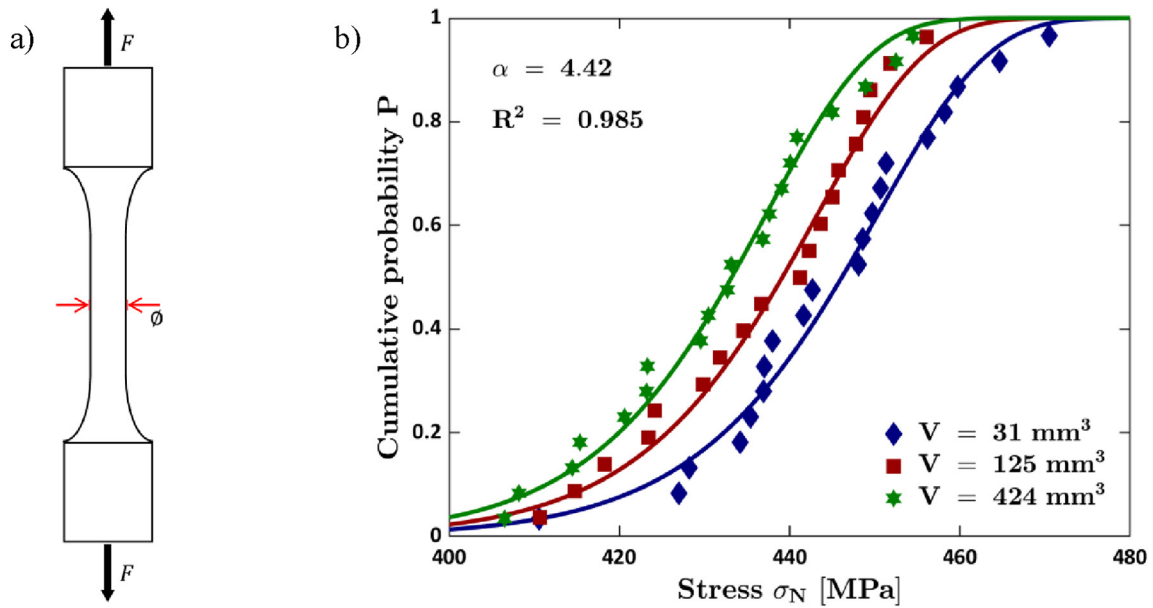 a)
F
ø
F
b)
α = 4.42
R² = 0.985
Cumulative probability P
1
0.8
0.6
0.4
0.2
0
V = 31 mm³
V = 125 mm³
V = 424 mm³
400 420 440 460 480
Stress σ_N [MPa]